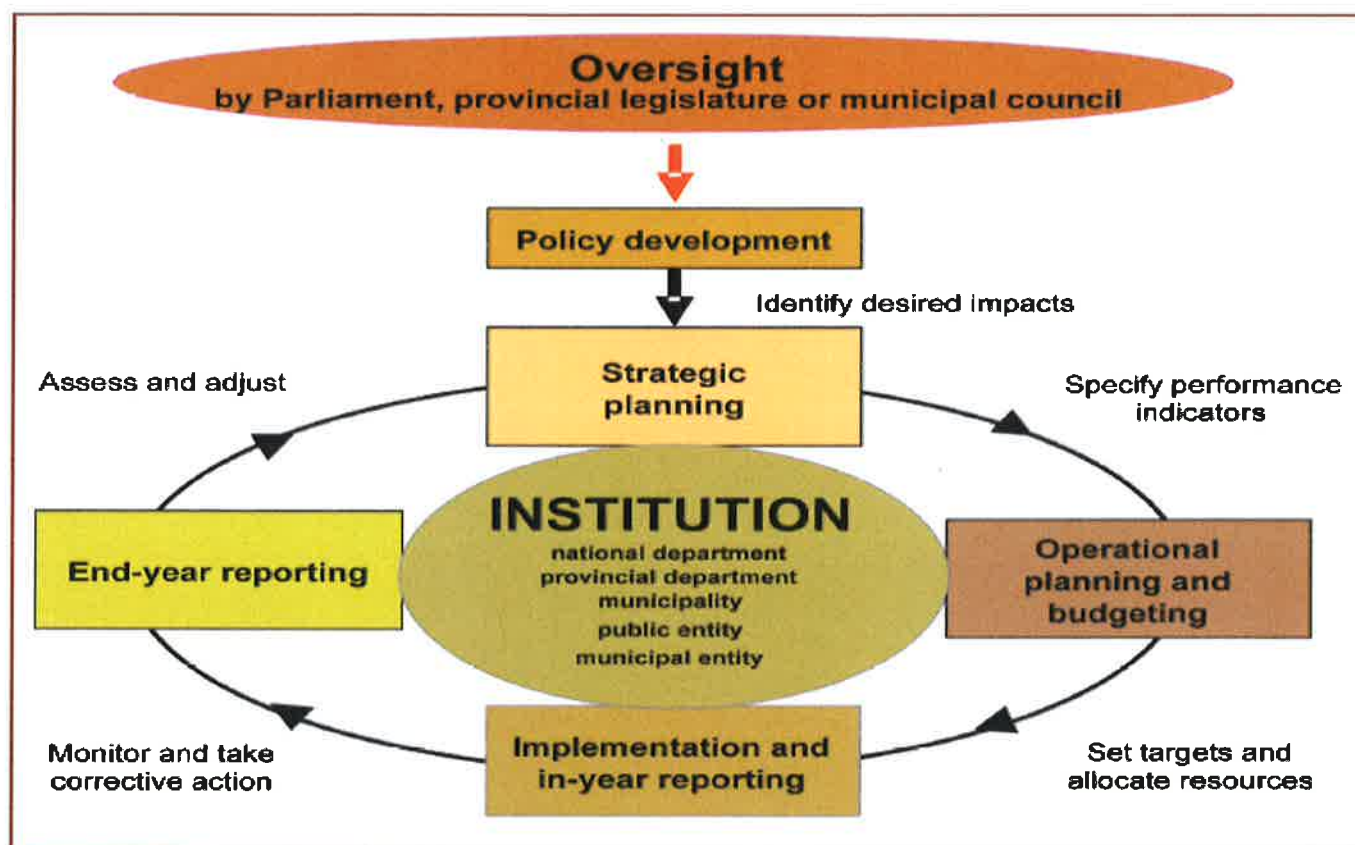 Oversight
by Parliament, provincial legislature or municipal council
Policy development
Identify desired impacts
Strategic
planning
Assess and adjust
Specify performance
indicators
INSTITUTION
national department
provincial department
municipality
public entity
municipal entity
End-year reporting
Operational
planning and
budgeting
Implementation and
in-year reporting
Monitor and take
corrective action
Set targets and
allocate resources